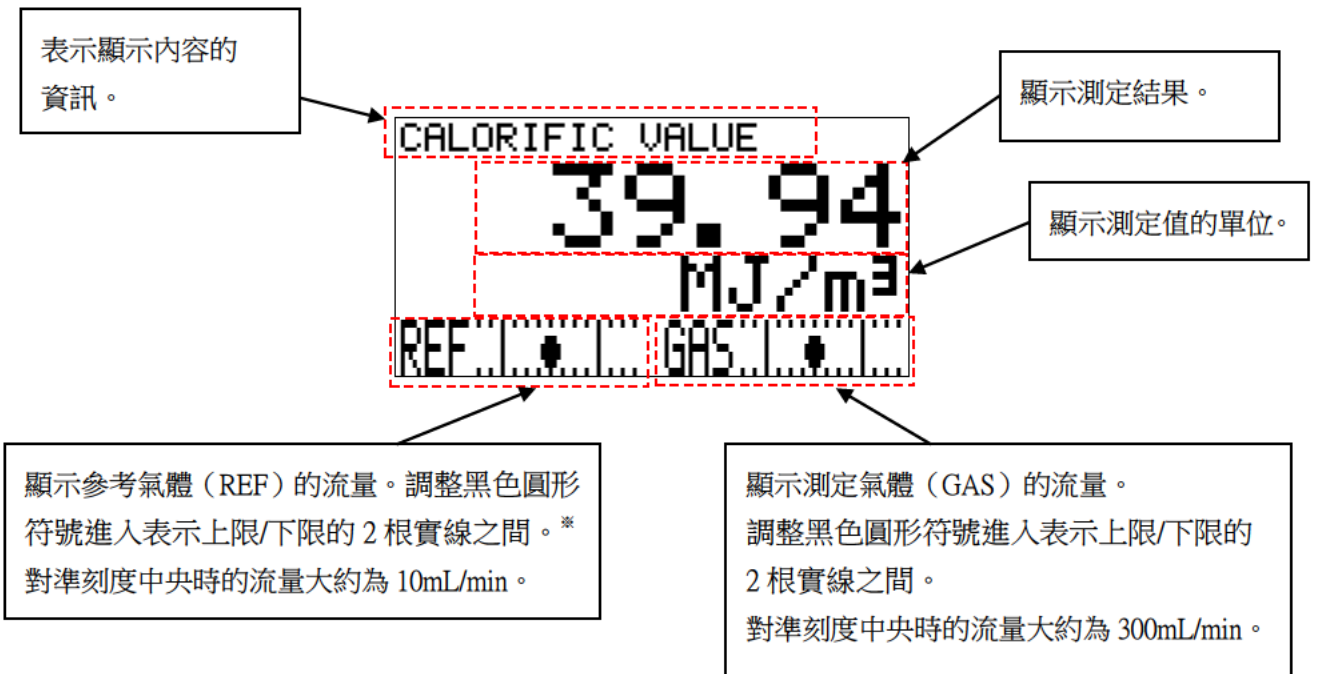 表示顯示內容的
資訊。
顯示測定結果。
CALORIFIC VALUE
39.94
顯示測定值的單位。
MJ/m³
REF
GAS
顯示參考氣體（REF）的流量。調整黑色圓形
符號進入表示上限/下限的 2 根實線之間。※
對準刻度中央時的流量大約為 10mL/min。
顯示測定氣體（GAS）的流量。
調整黑色圓形符號進入表示上限/下限的
2 根實線之間。
對準刻度中央時的流量大約為 300mL/min。